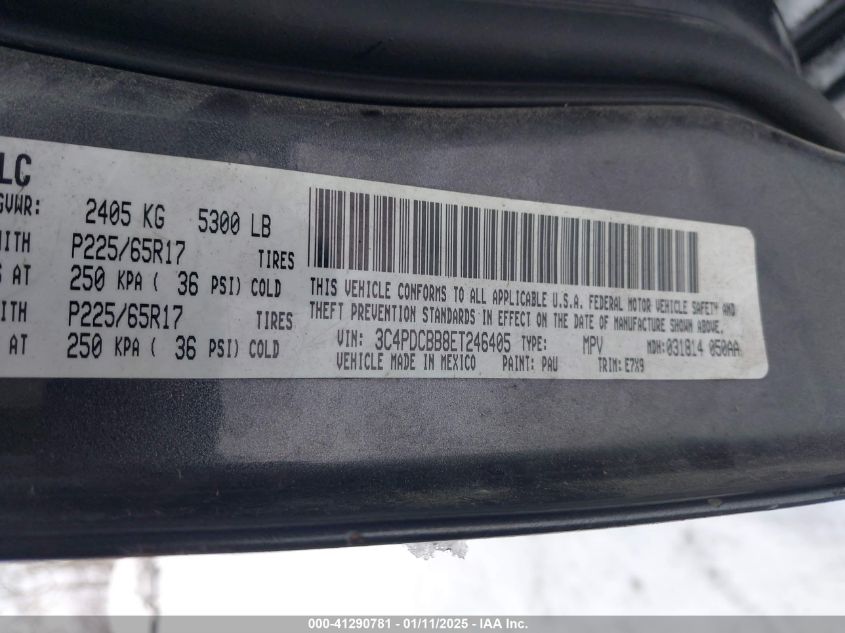 LC
GVWR: 2405 KG 5300 LB
WITH P225/65R17 TIRES
AT 250 KPA ( 36 PSI) COLD
WITH P225/65R17 TIRES
AT 250 KPA ( 36 PSI) COLD
THIS VEHICLE CONFORMS TO ALL APPLICABLE U.S.A. FEDERAL MOTOR VEHICLE SAFETY AND
THEFT PREVENTION STANDARDS IN EFFECT ON THE DATE OF MANUFACTURE SHOWN ABOVE.
VIN: 3C4PDCBB8ET246405 TYPE: MPV MDH:031814 050AA
VEHICLE MADE IN MEXICO PAINT: PAU TRIM: E7X9
000-41290781 - 01/11/2025 - IAA Inc.